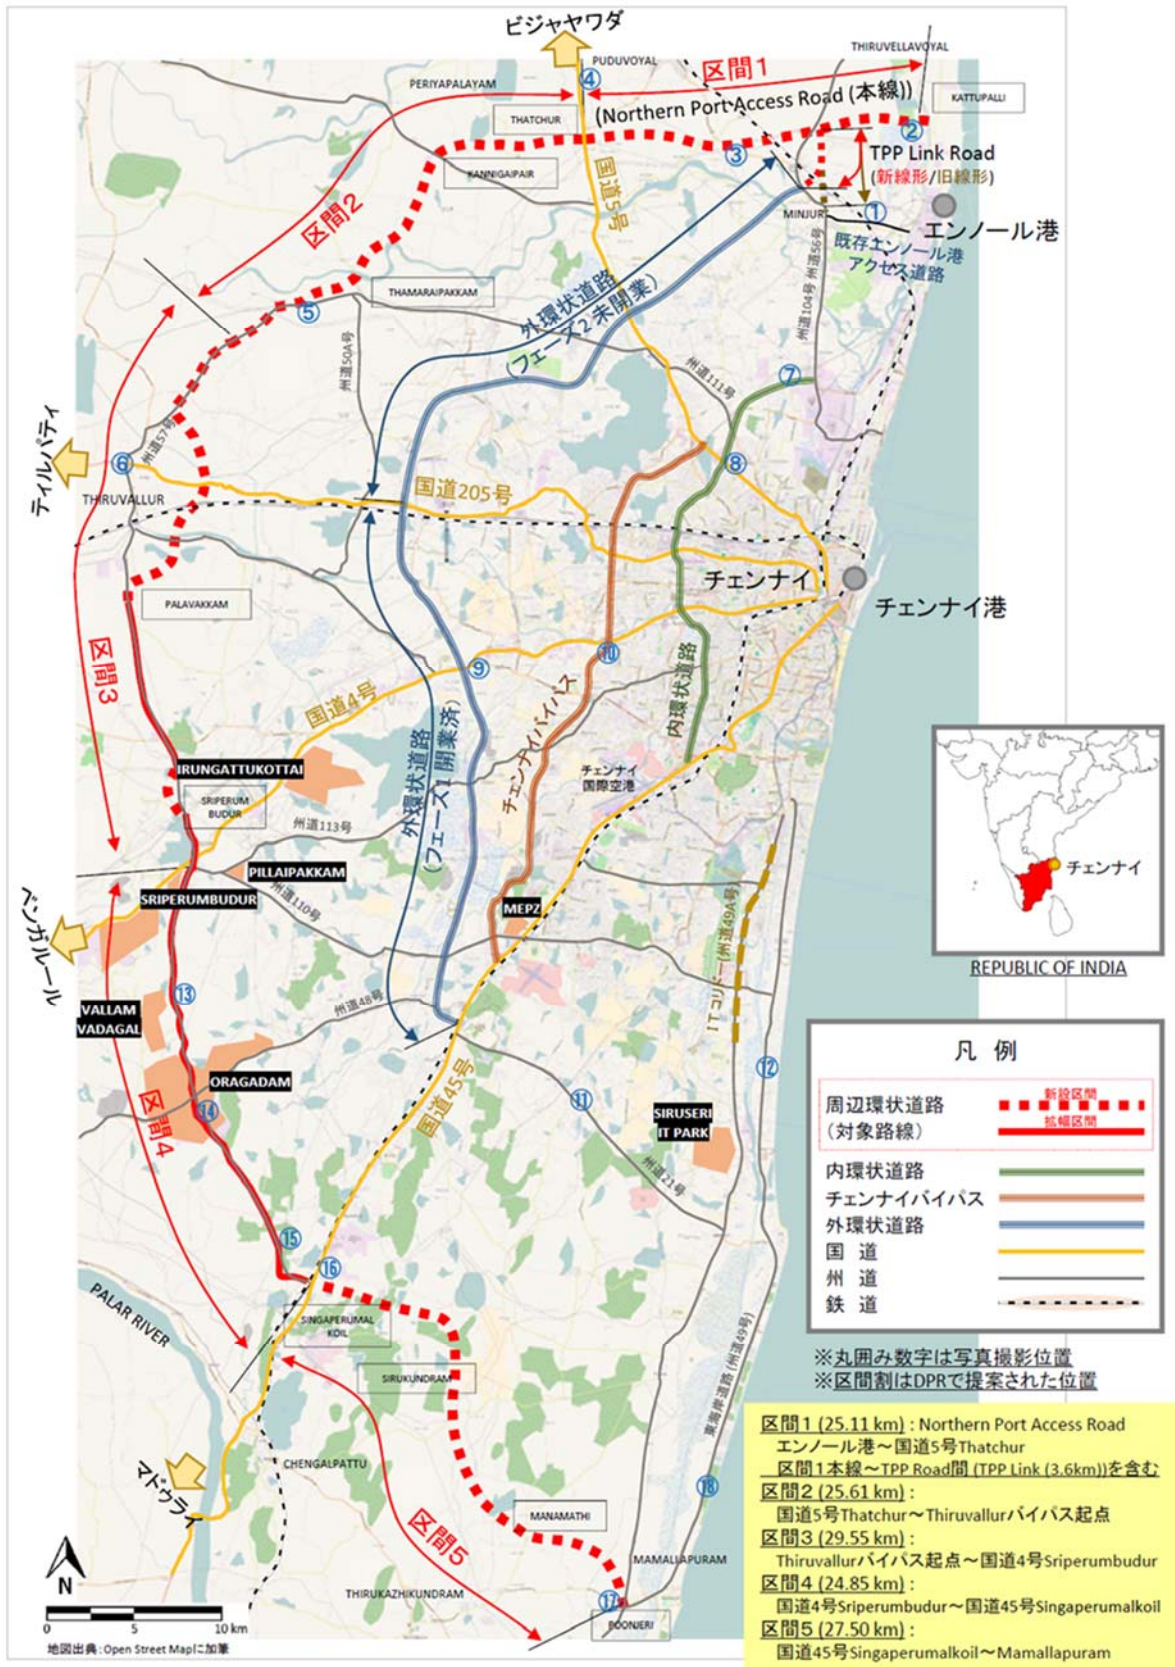 ビジャヤワダ
THIRUVELLAVOYAL
PUDUVOYAL
区間1
PERIYAPALAYAM
④
KATTUPALLI
(Northern Port Access Road (本線))
THATCHUR
②
③
TPP Link Road
(新線形/旧線形)
KANNIGAIPAIR
国道5号
区間2
MINJUR
①
エンノール港
既存エンノール港
アクセス道路
州道56号
州道104号
THAMARAIPAKKAM
⑤
外環状道路
(フェーズ2 未開業)
州道50A号
州道111号
⑦
ティルパティ
州道57号
⑥
⑧
THIRUVALLUR
国道205号
チェンナイ
チェンナイ港
PALAVAKKAM
区間3
⑨
⑩
内環状道路
国道4号
チェンナイバイパス
外環状道路
(フェーズ1 開業済)
IRUNGATTUKOTTAI
チェンナイ
国際空港
SRIPERUM
BUDUR
州道113号
チェンナイ
PILLAIPAKKAM
SRIPERUMBUDUR
州道110号
MEPZ
ITコリドー(州道49A号)
ベンガルール
REPUBLIC OF INDIA
⑬
州道48号
VALLAM
VADAGAL
ORAGADAM
⑭
区間4
国道45号
⑪
⑫
SIRUSERI
IT PARK
州道21号
凡 例
周辺環状道路
(対象路線)
新設区間
拡幅区間
内環状道路
チェンナイバイパス
外環状道路
国 道
州 道
鉄 道
⑮
⑯
PALAR RIVER
SINGAPERUMAL
KOIL
SIRUKUNDRAM
東海岸道路(州道49号)
※丸囲み数字は写真撮影位置
※区間割はDPRで提案された位置
マドゥライ
CHENGALPATTU
⑱
MANAMATHI
区間5
MAMALLAPURAM
THIRUKAZHIKUNDRAM
⑰
POONJERI
N
0 5 10 km
地図出典:Open Street Mapに加筆
区間1 (25.11 km) : Northern Port Access Road
エンノール港~国道5号Thatchur
区間1本線~TPP Road間 (TPP Link (3.6km))を含む
区間2 (25.61 km) :
国道5号Thatchur~Thiruvallurバイパス起点
区間3 (29.55 km) :
Thiruvallurバイパス起点~国道4号Sriperumbudur
区間4 (24.85 km) :
国道4号Sriperumbudur~国道45号Singaperumalkoil
区間5 (27.50 km) :
国道45号Singaperumalkoil~Mamallapuram